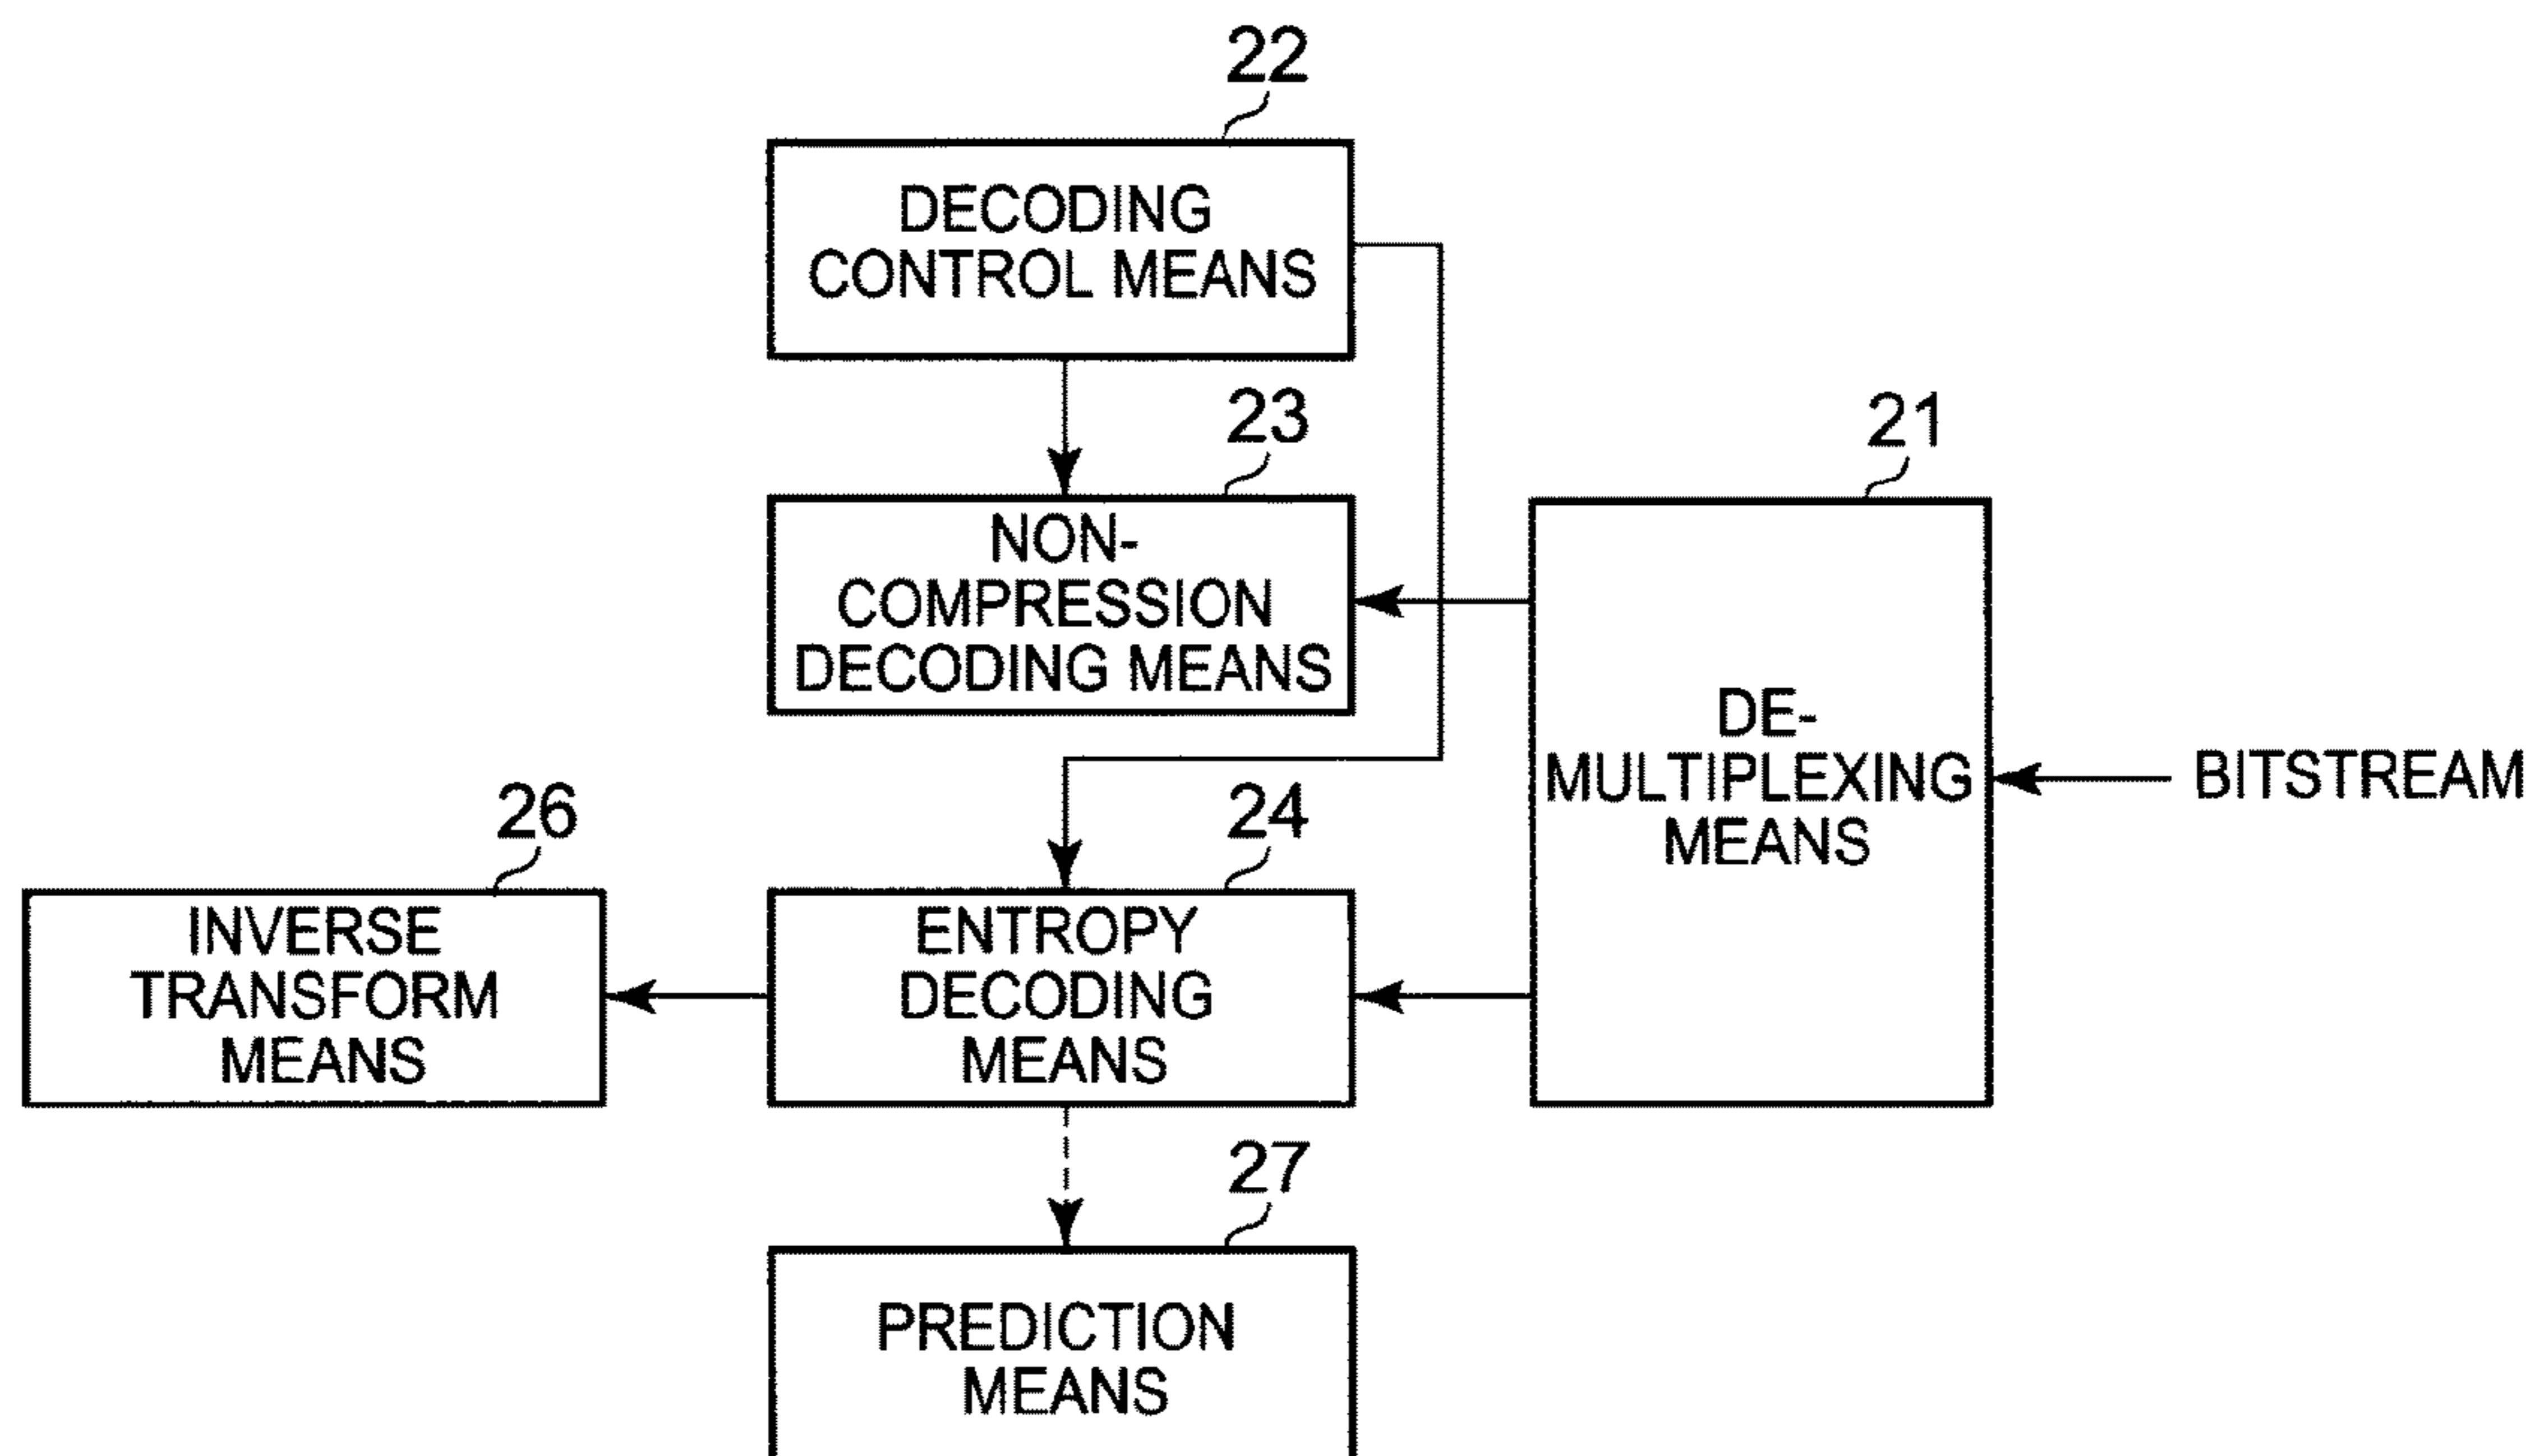 22
DECODING
CONTROL MEANS
23
NON-
COMPRESSION
DECODING MEANS
21
DE-
MULTIPLEXING
MEANS
BITSTREAM
26
INVERSE
TRANSFORM
MEANS
24
ENTROPY
DECODING
MEANS
27
PREDICTION
MEANS